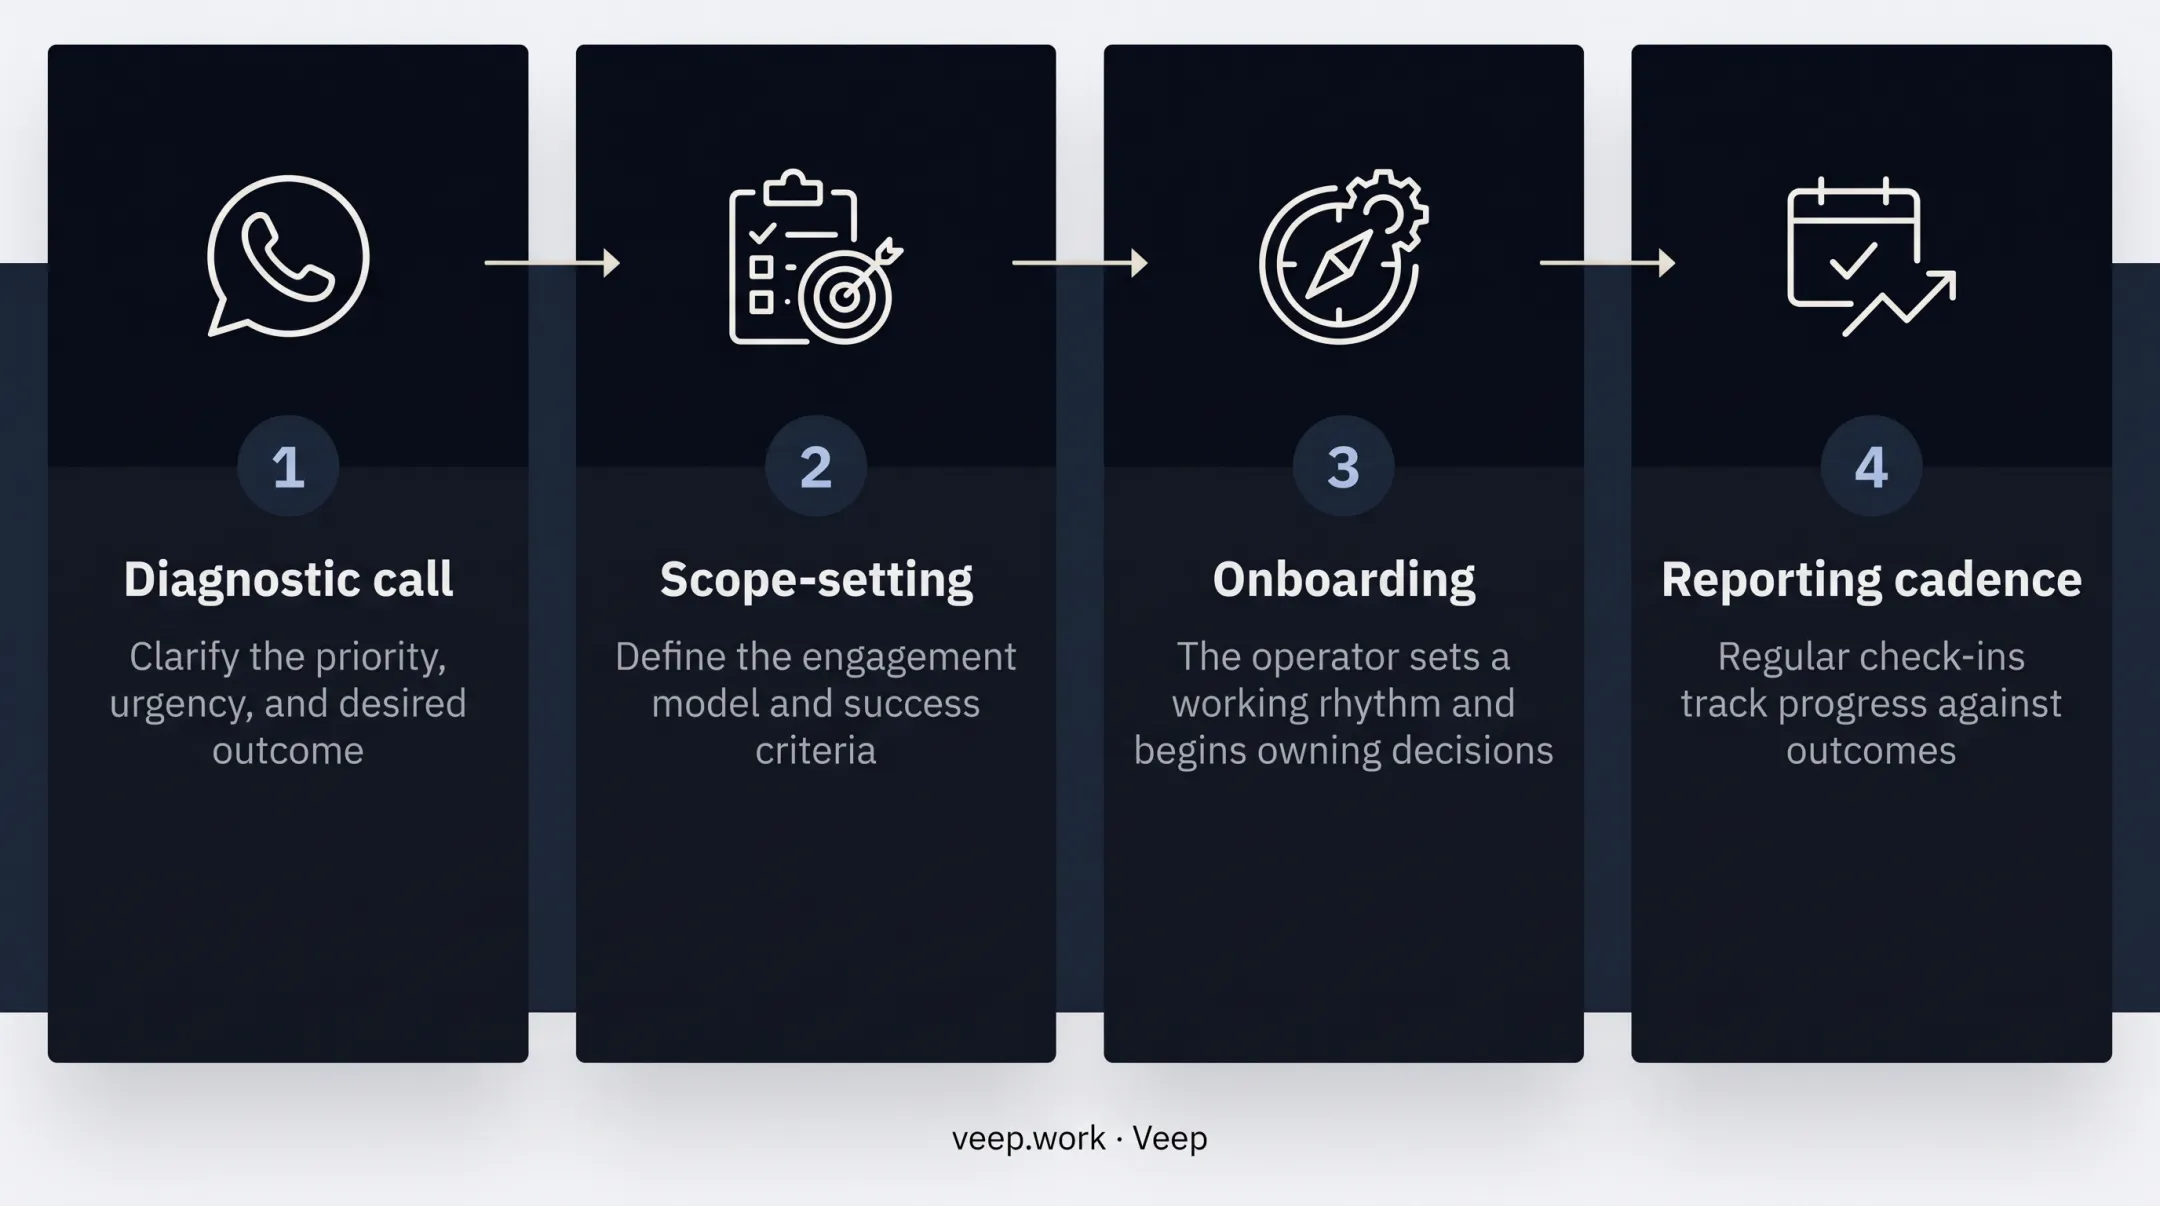 1
Diagnostic call
Clarify the priority,
urgency, and desired
outcome
2
Scope-setting
Define the engagement
model and success
criteria
3
Onboarding
The operator sets a
working rhythm and
begins owning decisions
4
Reporting cadence
Regular check-ins
track progress against
outcomes
veep.work · Veep